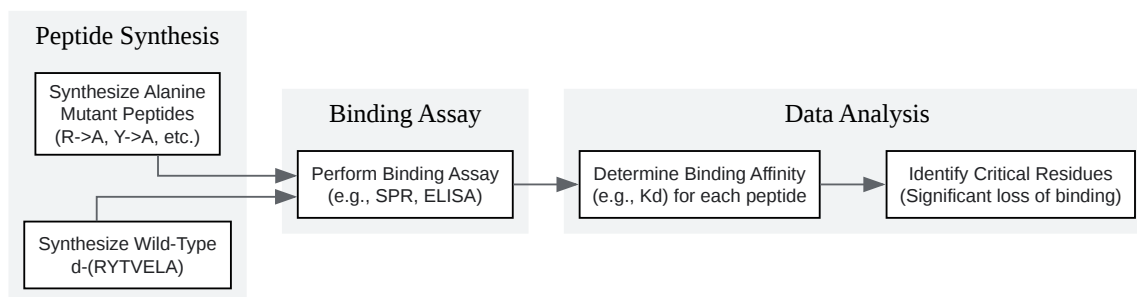 Peptide Synthesis
Synthesize Alanine
Mutant Peptides
(R->A, Y->A, etc.)
Synthesize Wild-Type
d-(RYTVELA)
Binding Assay
Perform Binding Assay
(e.g., SPR, ELISA)
Data Analysis
Determine Binding Affinity
(e.g., Kd) for each peptide
Identify Critical Residues
(Significant loss of binding)